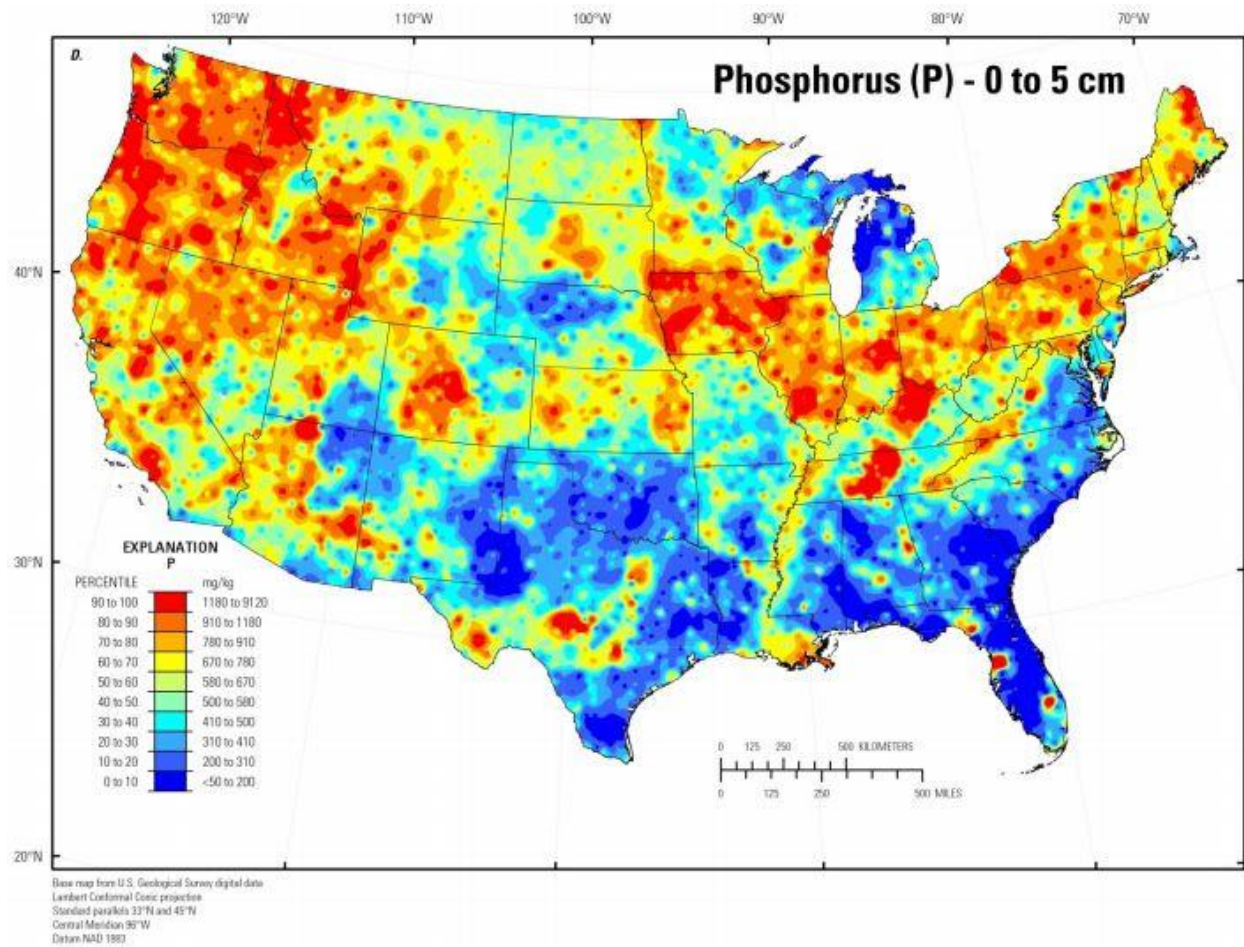 120°W 110°W 100°W 90°W 80°W 70°W
D.
Phosphorus (P) - 0 to 5 cm
40°N
30°N
20°N
EXPLANATION
P
PERCENTILE mg/kg
90 to 100 1180 to 9120
80 to 90 910 to 1180
70 to 80 780 to 910
60 to 70 670 to 780
50 to 60 580 to 670
40 to 50 500 to 580
30 to 40 410 to 500
20 to 30 310 to 410
10 to 20 200 to 310
0 to 10 <50 to 200
0 125 250 500 KILOMETERS
0 125 250 500 MILES
Base map from U.S. Geological Survey digital data
Lambert Conformal Conic projection
Standard parallels 33°N and 45°N
Central Meridian 96°W
Datum NAD 1983